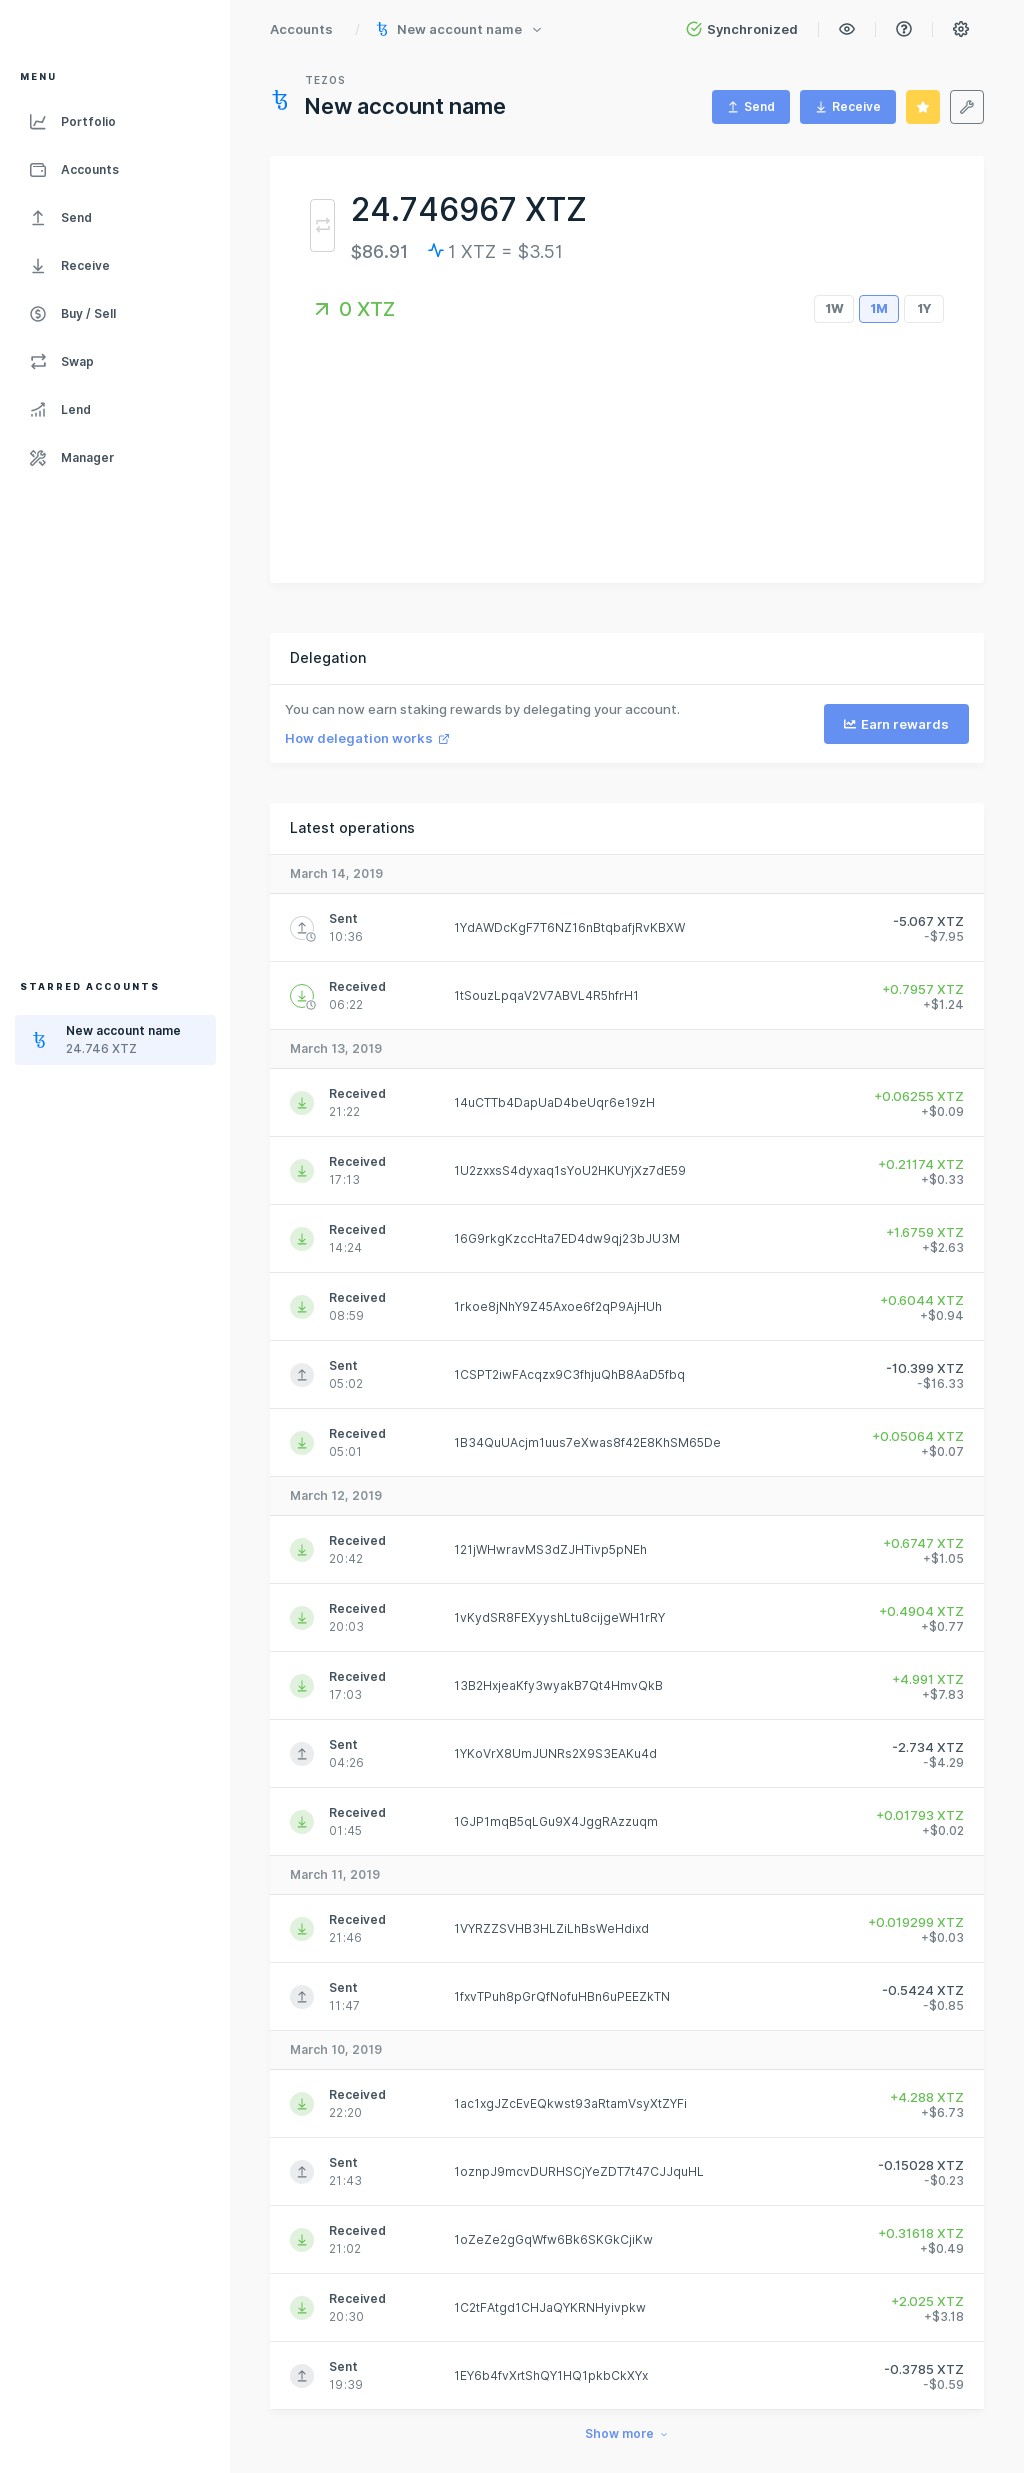 Accounts / New account name Synchronized
MENU
Portfolio
Accounts
Send
Receive
Buy / Sell
Swap
Lend
Manager
STARRED ACCOUNTS
New account name
24.746 XTZ
TEZOS
New account name
Send Receive
24.746967 XTZ
$86.91 1 XTZ = $3.51
0 XTZ 1W 1M 1Y
Delegation
You can now earn staking rewards by delegating your account.
How delegation works
Earn rewards
Latest operations
March 14, 2019
Sent 1YdAWDcKgF7T6NZ16nBtqbafjRvKBXW -5.067 XTZ
10:36 -$7.95
Received 1tSouzLpqaV2V7ABVL4R5hfrH1 +0.7957 XTZ
06:22 +$1.24
March 13, 2019
Received 14uCTTb4DapUaD4beUqr6e19zH +0.06255 XTZ
21:22 +$0.09
Received 1U2zxxsS4dyxaq1sYoU2HKUYjXz7dE59 +0.21174 XTZ
17:13 +$0.33
Received 16G9rkgKzccHta7ED4dw9qj23bJU3M +1.6759 XTZ
14:24 +$2.63
Received 1rkoe8jNhY9Z45Axoe6f2qP9AjHUh +0.6044 XTZ
08:59 +$0.94
Sent 1CSPT2iwFAcqzx9C3fhjuQhB8AaD5fbq -10.399 XTZ
05:02 -$16.33
Received 1B34QuUAcjm1uus7eXwas8f42E8KhSM65De +0.05064 XTZ
05:01 +$0.07
March 12, 2019
Received 121jWHwravMS3dZJHTivp5pNEh +0.6747 XTZ
20:42 +$1.05
Received 1vKydSR8FEXyyshLtu8cijgeWH1rRY +0.4904 XTZ
20:03 +$0.77
Received 13B2HxjeaKfy3wyakB7Qt4HmvQkB +4.991 XTZ
17:03 +$7.83
Sent 1YKoVrX8UmJUNRs2X9S3EAKu4d -2.734 XTZ
04:26 -$4.29
Received 1GJP1mqB5qLGu9X4JggRAzzuqm +0.01793 XTZ
01:45 +$0.02
March 11, 2019
Received 1VYRZZSVHB3HLZiLhBsWeHdixd +0.019299 XTZ
21:46 +$0.03
Sent 1fxvTPuh8pGrQfNofuHBn6uPEEZkTN -0.5424 XTZ
11:47 -$0.85
March 10, 2019
Received 1ac1xgJZcEvEQkwst93aRtamVsyXtZYFi +4.288 XTZ
22:20 +$6.73
Sent 1oznpJ9mcvDURHSCjYeZDT7t47CJJquHL -0.15028 XTZ
21:43 -$0.23
Received 1oZeZe2gGqWfw6Bk6SKGkCjiKw +0.31618 XTZ
21:02 +$0.49
Received 1C2tFAtgd1CHJaQYKRNHyivpkw +2.025 XTZ
20:30 +$3.18
Sent 1EY6b4fvXrtShQY1HQ1pkbCkXYx -0.3785 XTZ
19:39 -$0.59
Show more